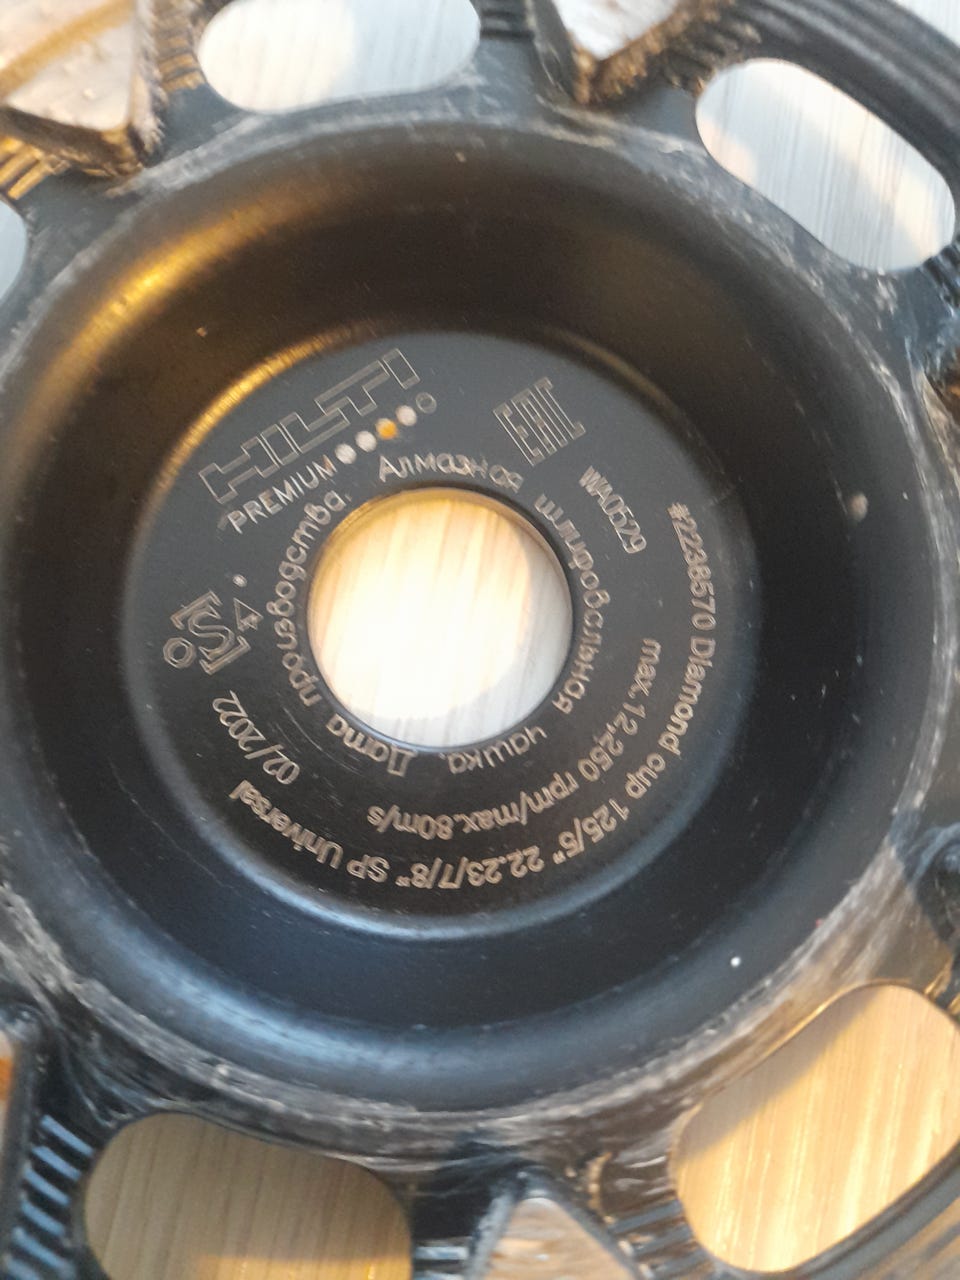 HILTI
PREMIUM
EAC
WA0529
#2238570 Diamond cup 125/5" 22.23/7/8" SP Universal
max.12,250 rpm/max.80m/s
02/2022
Алмазная шлифовальная чашка. Дата производства.